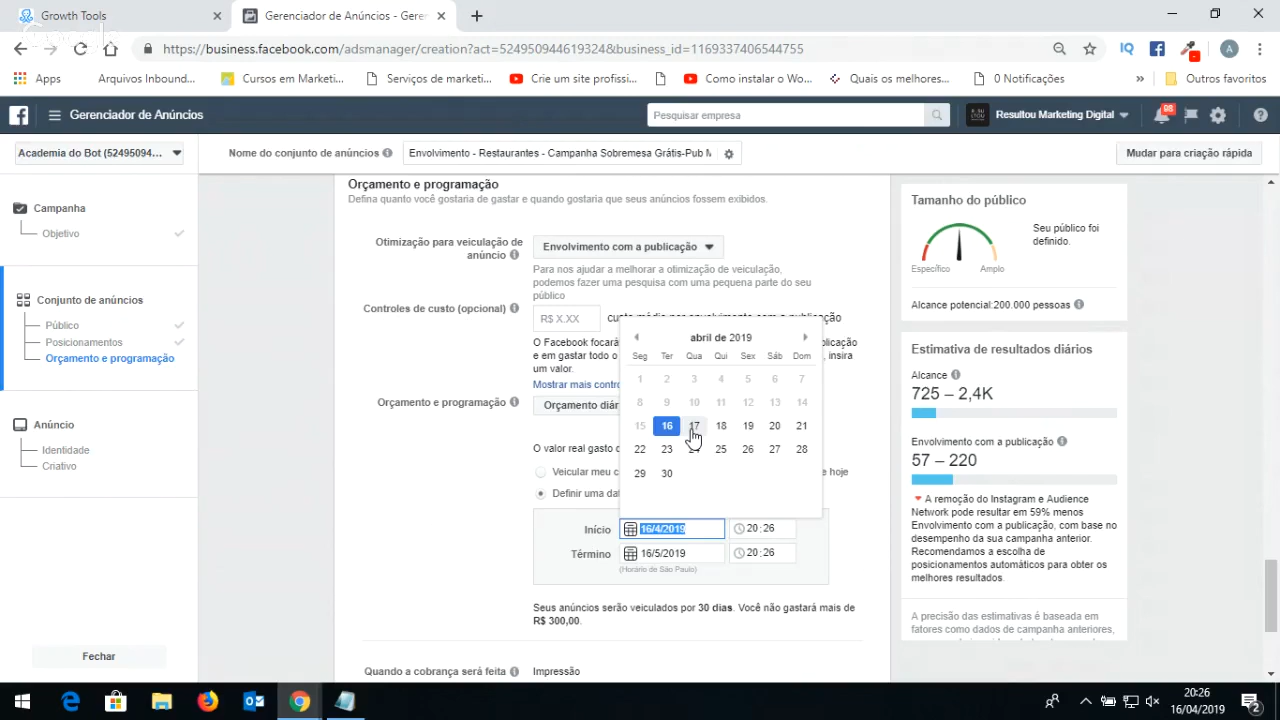 Growth Tools
Gerenciador de Anúncios - Geren
https://business.facebook.com/adsmanager/creation?act=524950944619324&business_id=1169337406544755
Apps
Arquivos Inbound...
Cursos em Marketi...
Serviços de marketi...
Crie um site profissi...
Como instalar o Wo...
Quais os melhores...
0 Notificações
Outros favoritos
Gerenciador de Anúncios
Pesquisar empresa
Resultou Marketing Digital
98
Academia do Bot (52495094...
Nome do conjunto de anúncios
Envolvimento - Restaurantes - Campanha Sobremesa Grátis-Pub M
Mudar para criação rápida
Campanha
Objetivo
Conjunto de anúncios
Público
Posicionamentos
Orçamento e programação
Anúncio
Identidade
Criativo
Fechar
Orçamento e programação
Defina quanto você gostaria de gastar e quando gostaria que seus anúncios fossem exibidos.
Otimização para veiculação de
anúncio
Envolvimento com a publicação
Para nos ajudar a melhorar a otimização de veiculação,
podemos fazer uma pesquisa com uma pequena parte do seu
público
Controles de custo (opcional)
R$ X.XX
custo médio por envolvimento com a publicação
O Facebook focará
blicação
e em gastar todo o
insira
um valor.
Mostrar mais contro
Orçamento e programação
Orçamento diár
O valor real gasto d
Veicular meu c
e hoje
Definir uma dat
abril de 2019
Seg Ter Qua Qui Sex Sáb Dom
1 2 3 4 5 6 7
8 9 10 11 12 13 14
15 16 17 18 19 20 21
22 23 24 25 26 27 28
29 30
Início
16/4/2019
20:26
Término
16/5/2019
20:26
(Horário de São Paulo)
Seus anúncios serão veiculados por 30 dias. Você não gastará mais de
R$ 300,00.
Quando a cobrança será feita
Impressão
Tamanho do público
Seu público foi
definido.
Específico
Amplo
Alcance potencial:200.000 pessoas
Estimativa de resultados diários
Alcance
725 – 2,4K
Envolvimento com a publicação
57 – 220
A remoção do Instagram e Audience
Network pode resultar em 59% menos
Envolvimento com a publicação, com base no
desempenho da sua campanha anterior.
Recomendamos a escolha de
posicionamentos automáticos para obter os
melhores resultados.
A precisão das estimativas é baseada em
fatores como dados de campanha anteriores,
20:26
16/04/2019
2